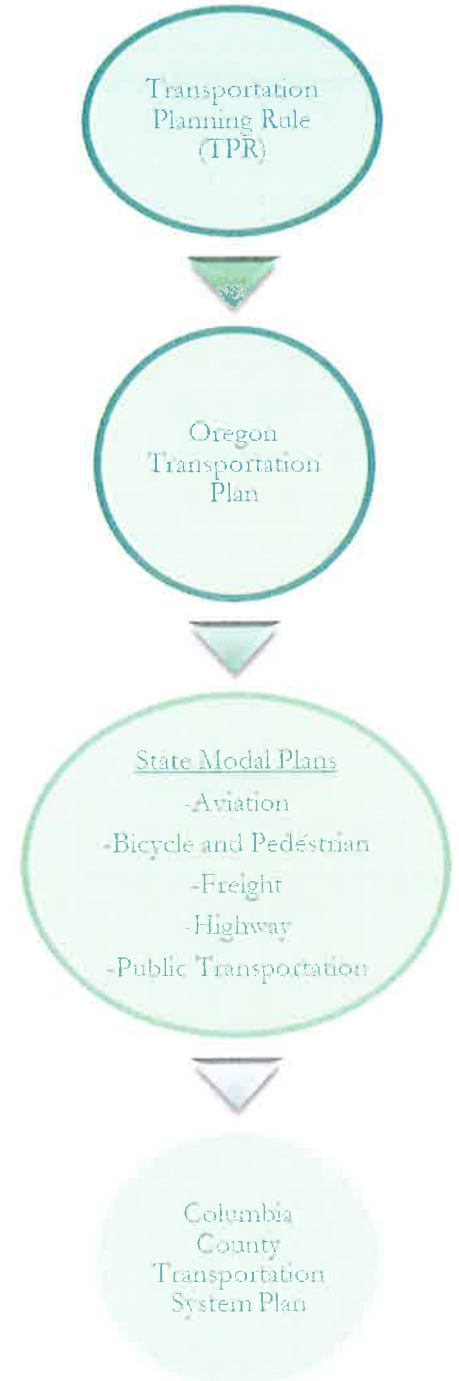 Transportation
Planning Rule
(TPR)
Oregon
Transportation
Plan
State Modal Plans
-Aviation
-Bicycle and Pedestrian
-Freight
-Highway
-Public Transportation
Columbia
County
Transportation
System Plan